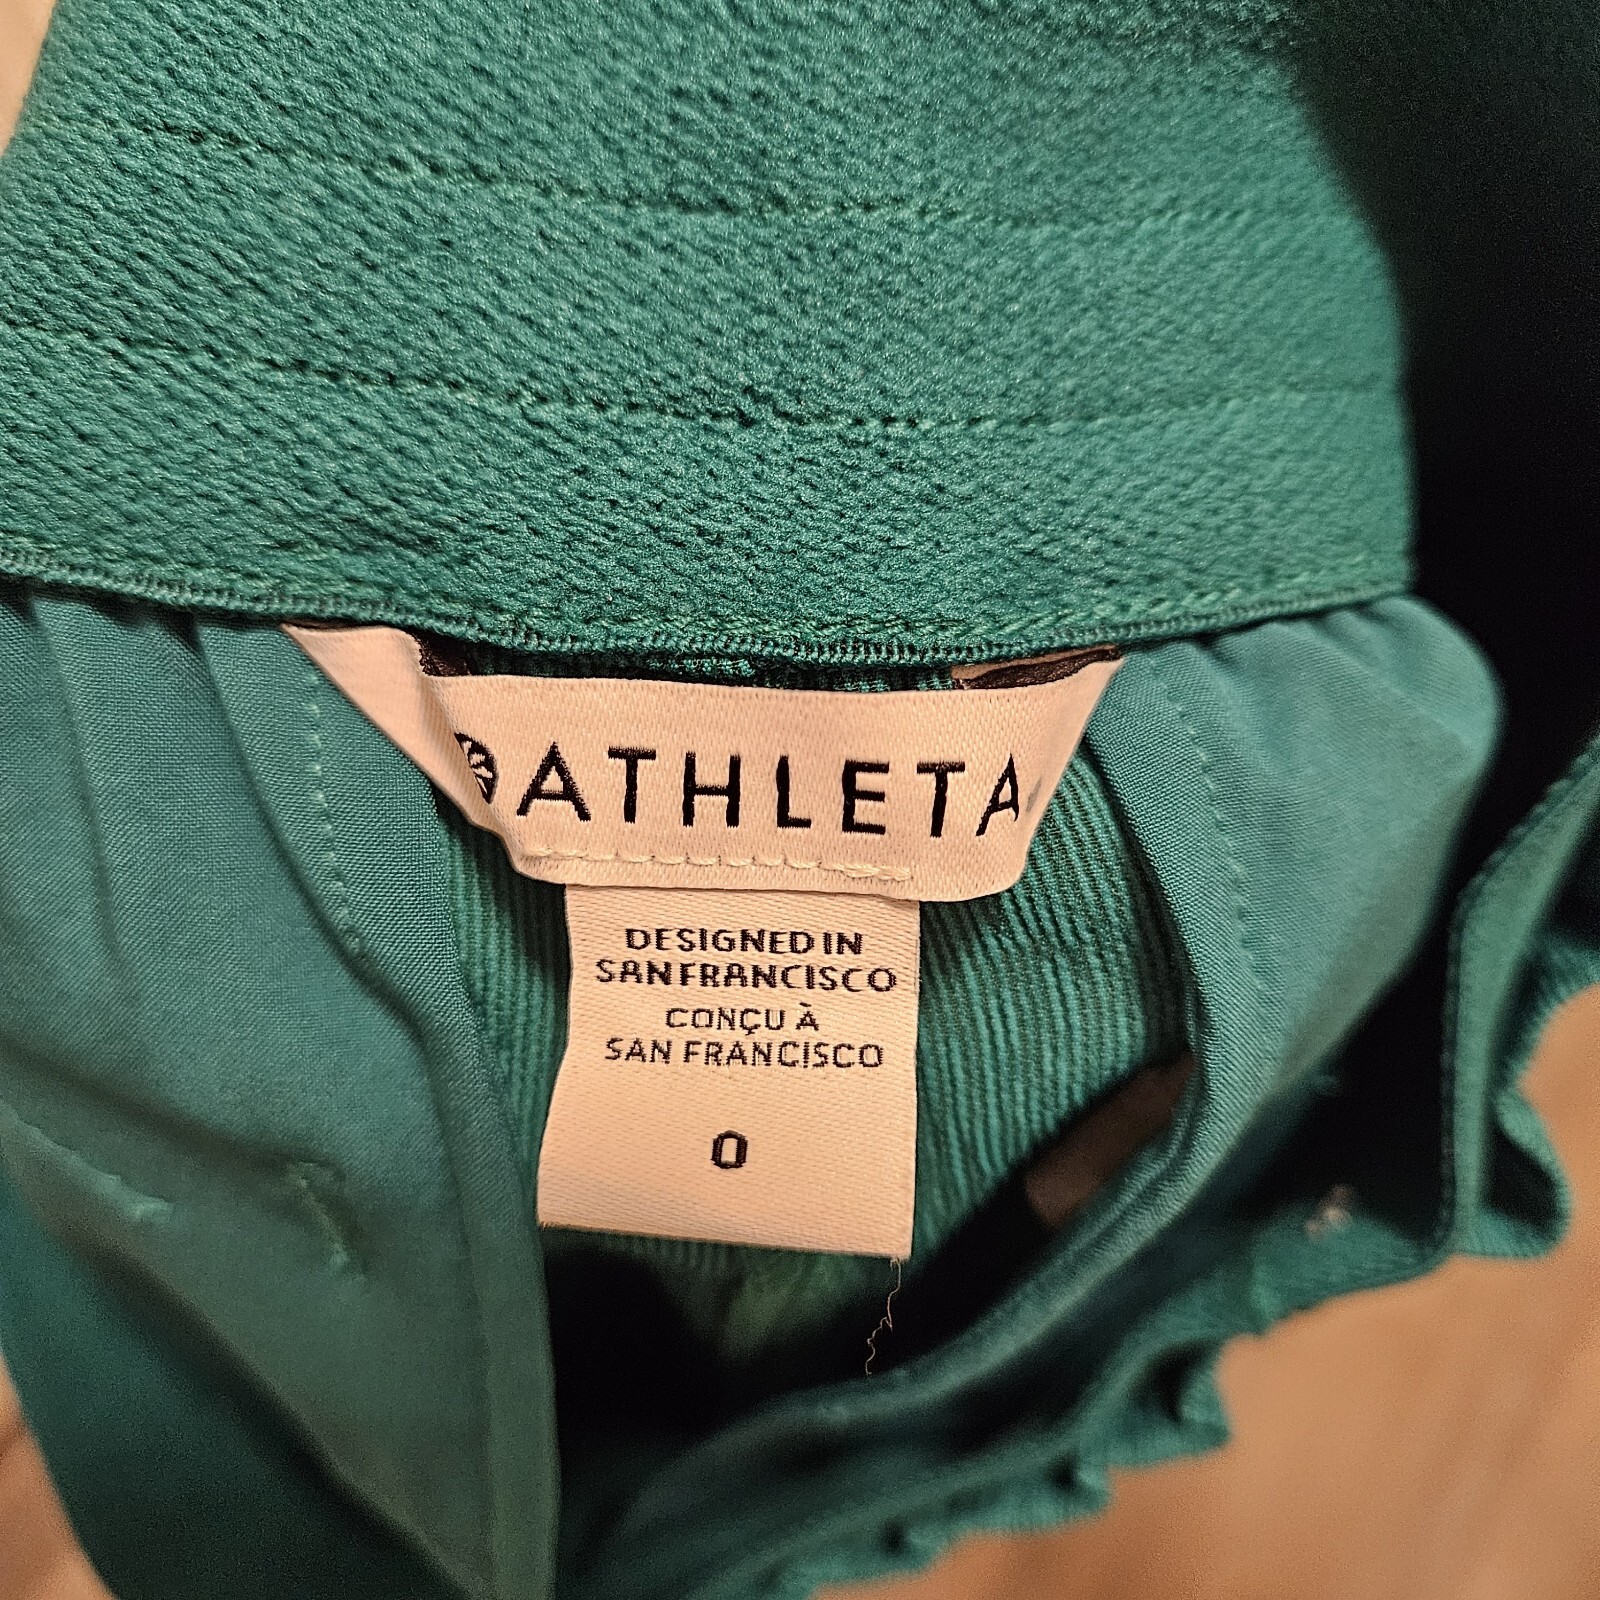 ATHLETA
DESIGNED IN
SAN FRANCISCO
CONÇU À
SAN FRANCISCO
0